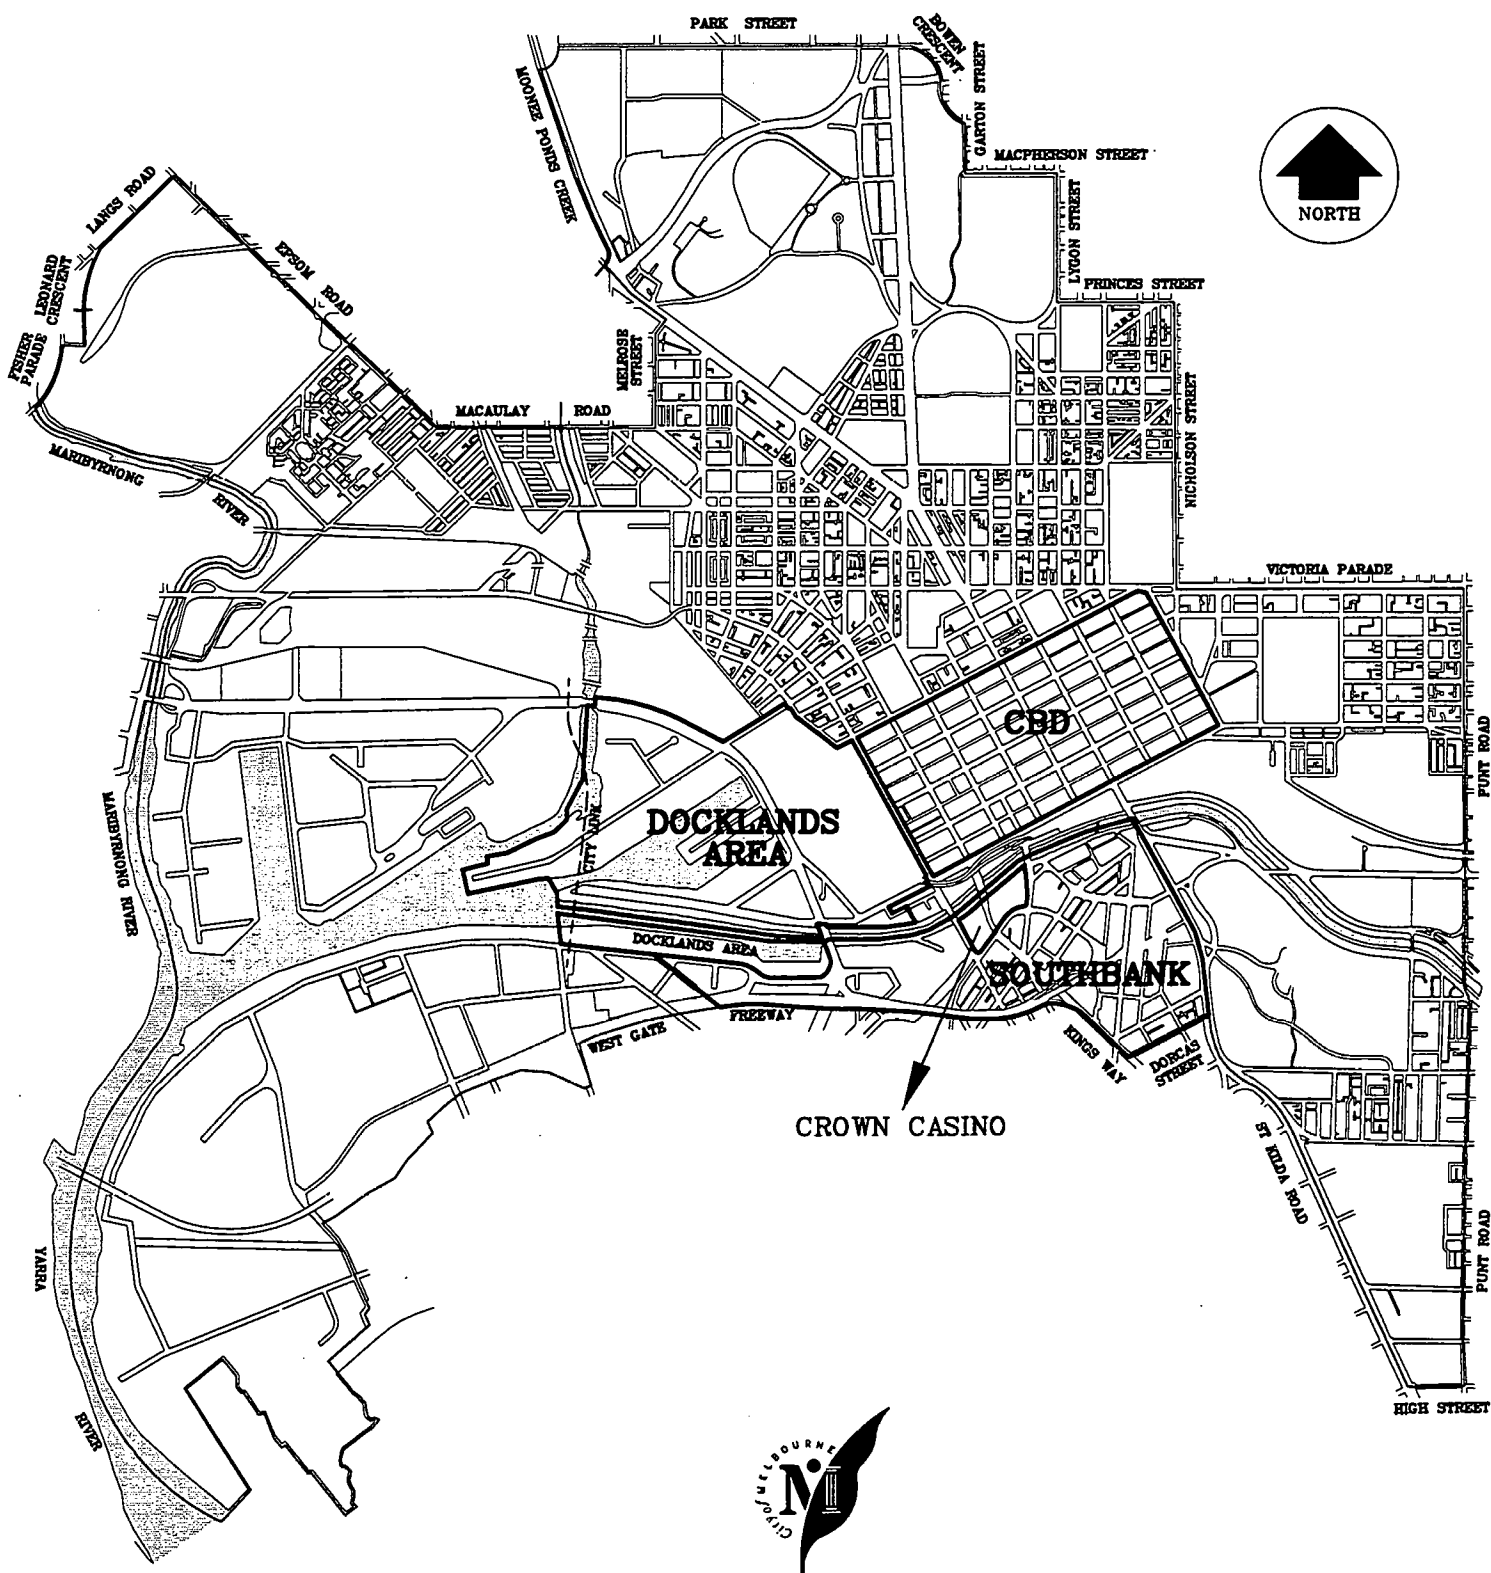 PARK STREET
BOWEN
CRESCENT
MOONEE PONDS CREEK
GARTON STREET
MACPHERSON STREET
NORTH
LANGS ROAD
LYGON STREET
EPSOM ROAD
LEONARD
CRESCENT
FISHER
PARADE
PRINCES STREET
MELROSE
STREET
NICHOLSON STREET
MACAULAY ROAD
MARIBYRNONG RIVER
VICTORIA PARADE
CBD
PUNT ROAD
MARIBYRNONG RIVER
CITY LINK
DOCKLANDS
AREA
DOCKLANDS AREA
SOUTHBANK
WEST GATE FREEWAY
KINGS WAY
DORCAS
STREET
CROWN CASINO
ST KILDA ROAD
PUNT ROAD
YARRA RIVER
HIGH STREET
City of MELBOURNE
M